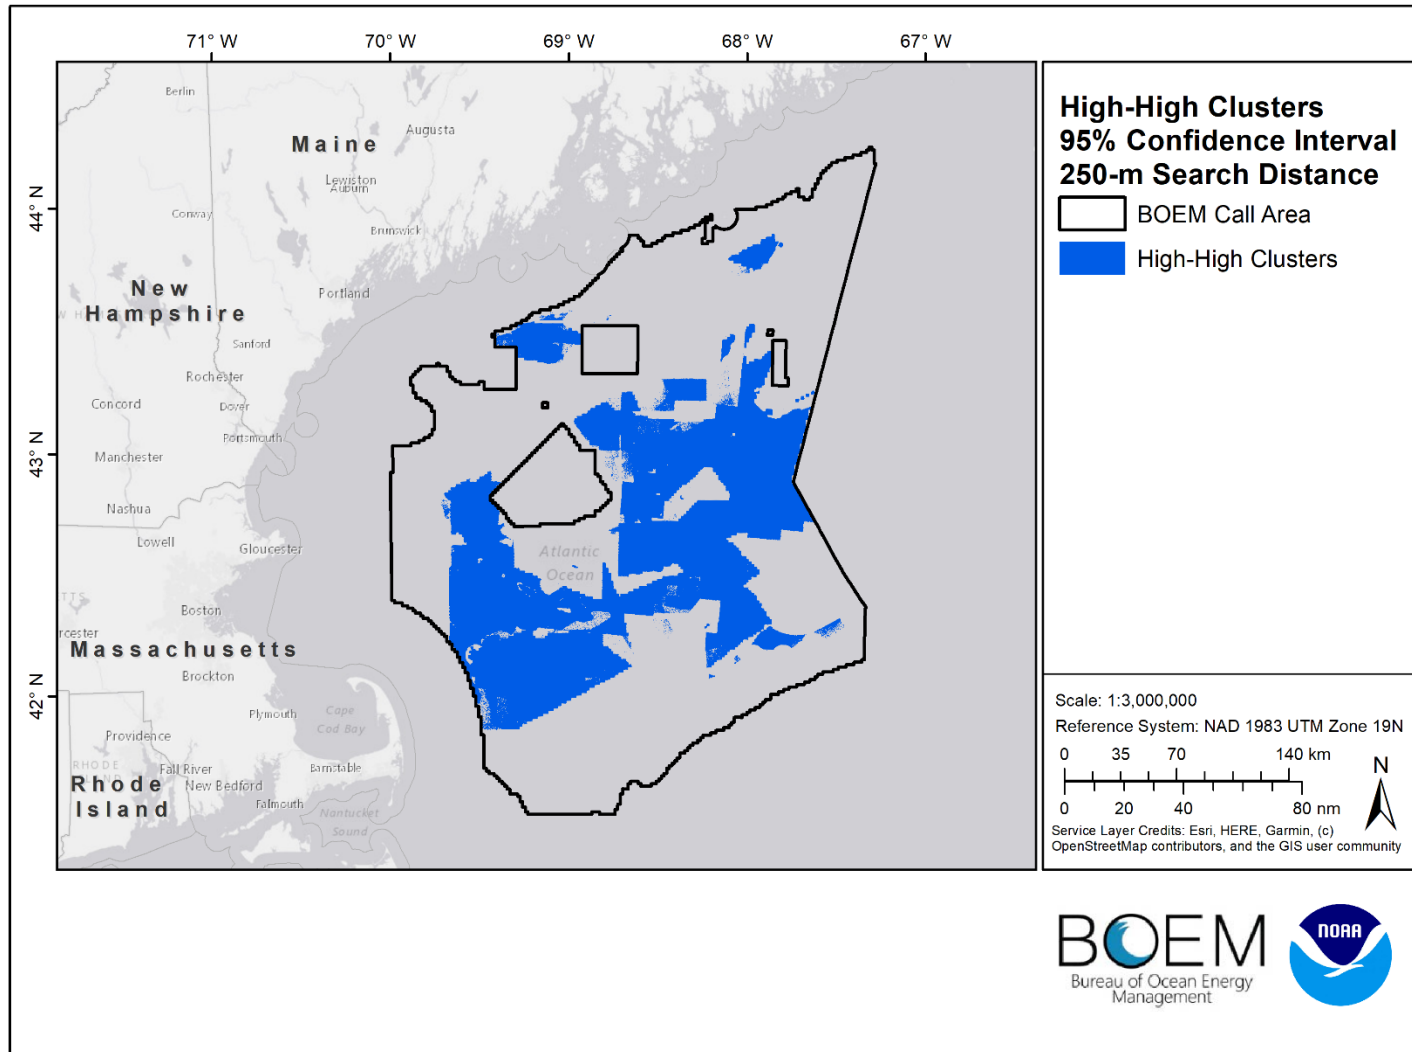 71° W
70° W
69° W
68° W
67° W
44° N
43° N
42° N
Berlin
Augusta
Maine
Lewiston
Auburn
Conway
Brunswick
New
Hampshire
Portland
Sanford
Rochester
Concord
Dover
Portsmouth
Manchester
Nashua
Lowell
Gloucester
Atlantic
Ocean
Boston
Massachusetts
Brockton
Plymouth
Cape
Cod Bay
Providence
Barnstable
RHODE
Fall River
New Bedford
Rhode
Island
Falmouth
Nantucket
Sound
High-High Clusters
95% Confidence Interval
250-m Search Distance
BOEM Call Area
High-High Clusters
Scale: 1:3,000,000
Reference System: NAD 1983 UTM Zone 19N
0 35 70 140 km
N
0 20 40 80 nm
Service Layer Credits: Esri, HERE, Garmin, (c)
OpenStreetMap contributors, and the GIS user community
BOEM
Bureau of Ocean Energy
Management
NOAA